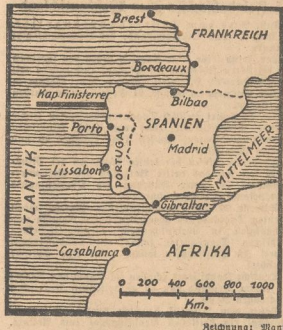 Brest
FRANKREICH
Bordeaux
Kap Finisterre
Bilbao
Porto
SPANIEN
PORTUGAL
Madrid
MITTELMEER
Lissabon
ATLANTIK
Gibraltar
Casablanca
AFRIKA
0 200 400 600 800 1000
Km.
Zeichnung: Man